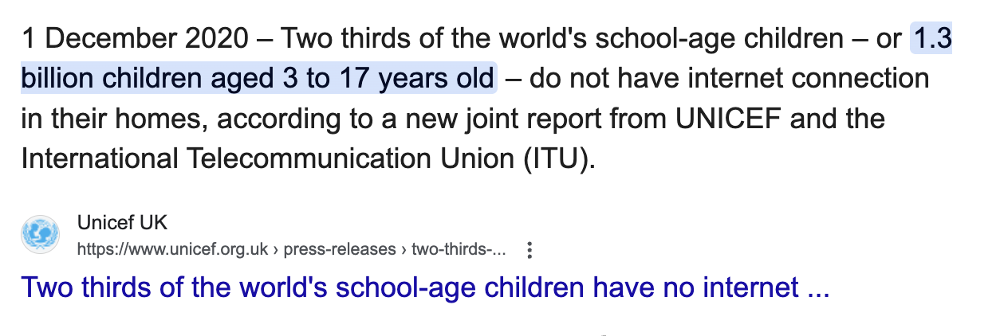 1 December 2020 – Two thirds of the world's school-age children – or 1.3
billion children aged 3 to 17 years old – do not have internet connection
in their homes, according to a new joint report from UNICEF and the
International Telecommunication Union (ITU).
Unicef UK
https://www.unicef.org.uk › press-releases › two-thirds-...
Two thirds of the world's school-age children have no internet ...